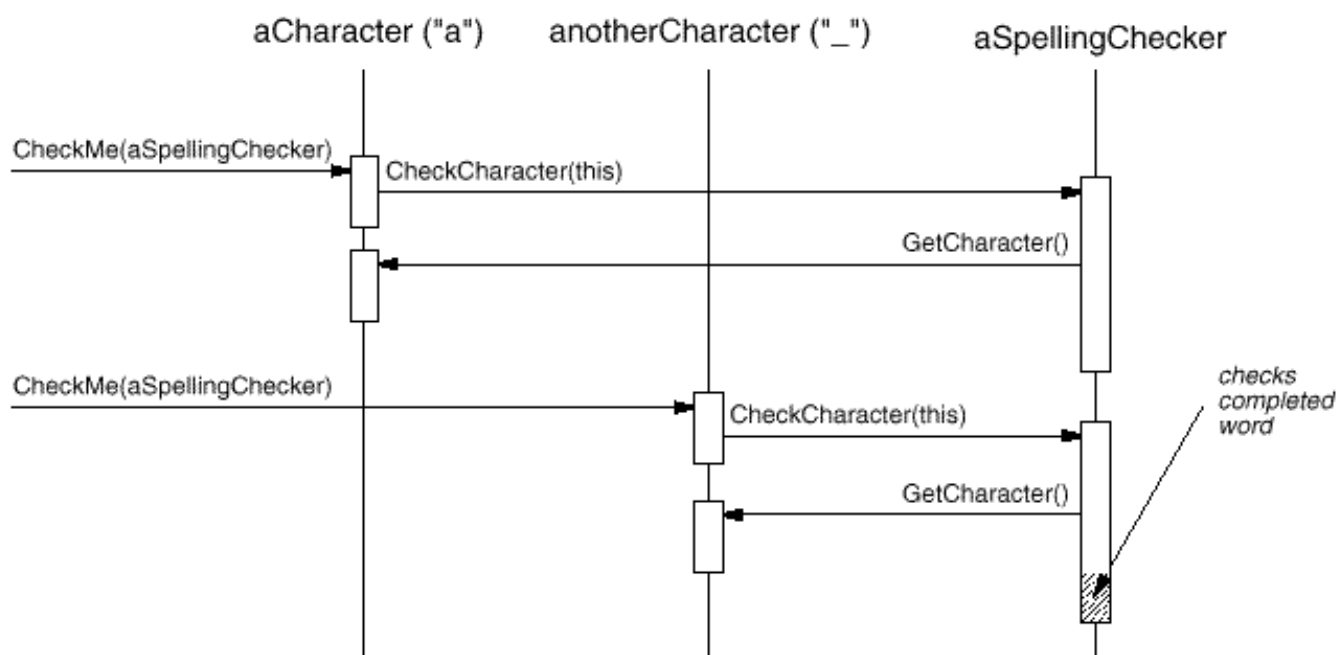 aCharacter ("a")
anotherCharacter ("_")
aSpellingChecker
CheckMe(aSpellingChecker)
CheckCharacter(this)
GetCharacter()
CheckMe(aSpellingChecker)
checks
completed
word
CheckCharacter(this)
GetCharacter()